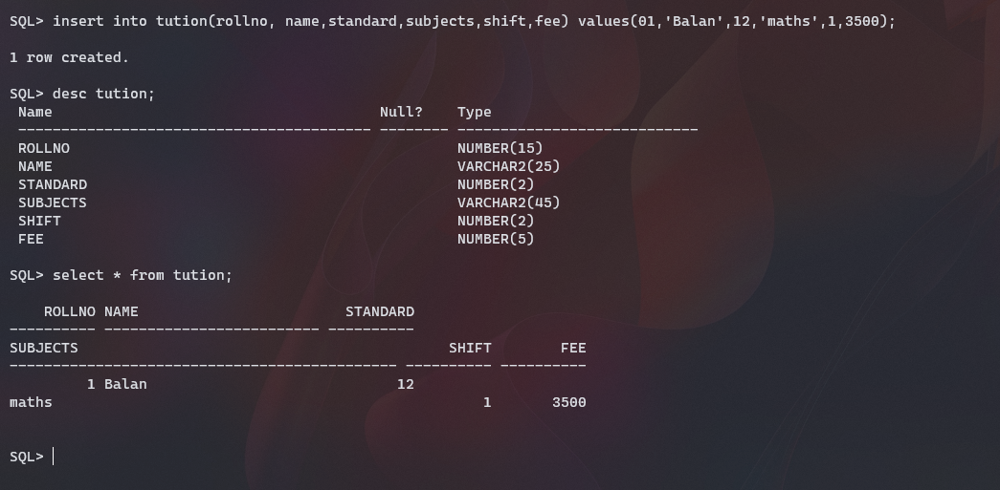 SQL> insert into tution(rollno, name,standard,subjects,shift,fee) values(01,'Balan',12,'maths',1,3500);
1 row created.
SQL> desc tution;
 Name                                      Null?    Type
 ----------------------------------------- -------- ----------------------------
 ROLLNO                                             NUMBER(15)
 NAME                                               VARCHAR2(25)
 STANDARD                                           NUMBER(2)
 SUBJECTS                                           VARCHAR2(45)
 SHIFT                                              NUMBER(2)
 FEE                                                NUMBER(5)
SQL> select * from tution;
    ROLLNO NAME                        STANDARD
---------- ------------------------- ----------
SUBJECTS                                           SHIFT        FEE
--------------------------------------------- ---------- ----------
         1 Balan                             12
maths                                                  1       3500
SQL>